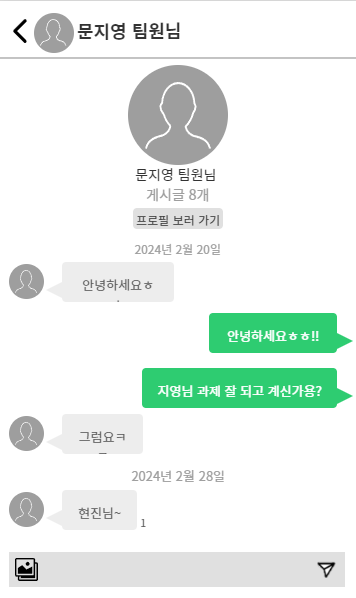 문지영 팀원님
문지영 팀원님
게시글 8개
프로필 보러 가기
2024년 2월 20일
안녕하세요ㅎ
안녕하세요ㅎㅎ!!
지영님 과제 잘 되고 계신가용?
그럼요ㅋ
2024년 2월 28일
현진님~
1